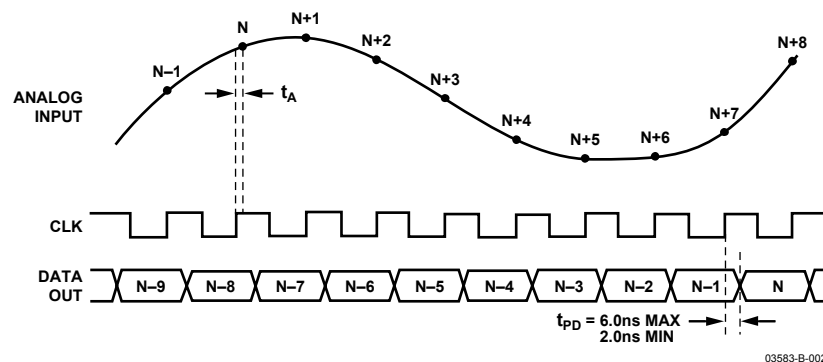 N+1
N
N+2
N+8
N–1
ANALOG
INPUT
tA
N+3
N+4
N+5
N+6
N+7
CLK
DATA
OUT
N–9
N–8
N–7
N–6
N–5
N–4
N–3
N–2
N–1
N
tPD = 6.0ns MAX
2.0ns MIN
03583-B-002